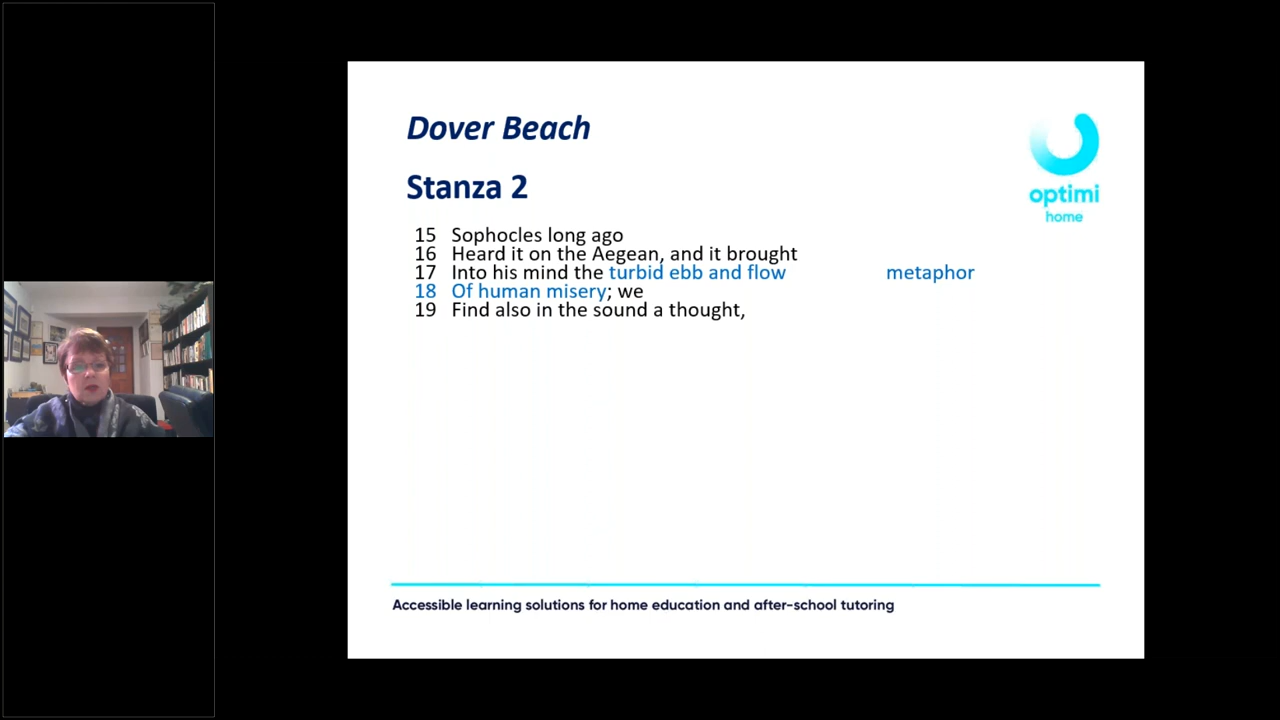 Dover Beach
Stanza 2
optimi
home
15 Sophocles long ago
16 Heard it on the Aegean, and it brought
17 Into his mind the turbid ebb and flow metaphor
18 Of human misery; we
19 Find also in the sound a thought,
Accessible learning solutions for home education and after-school tutoring